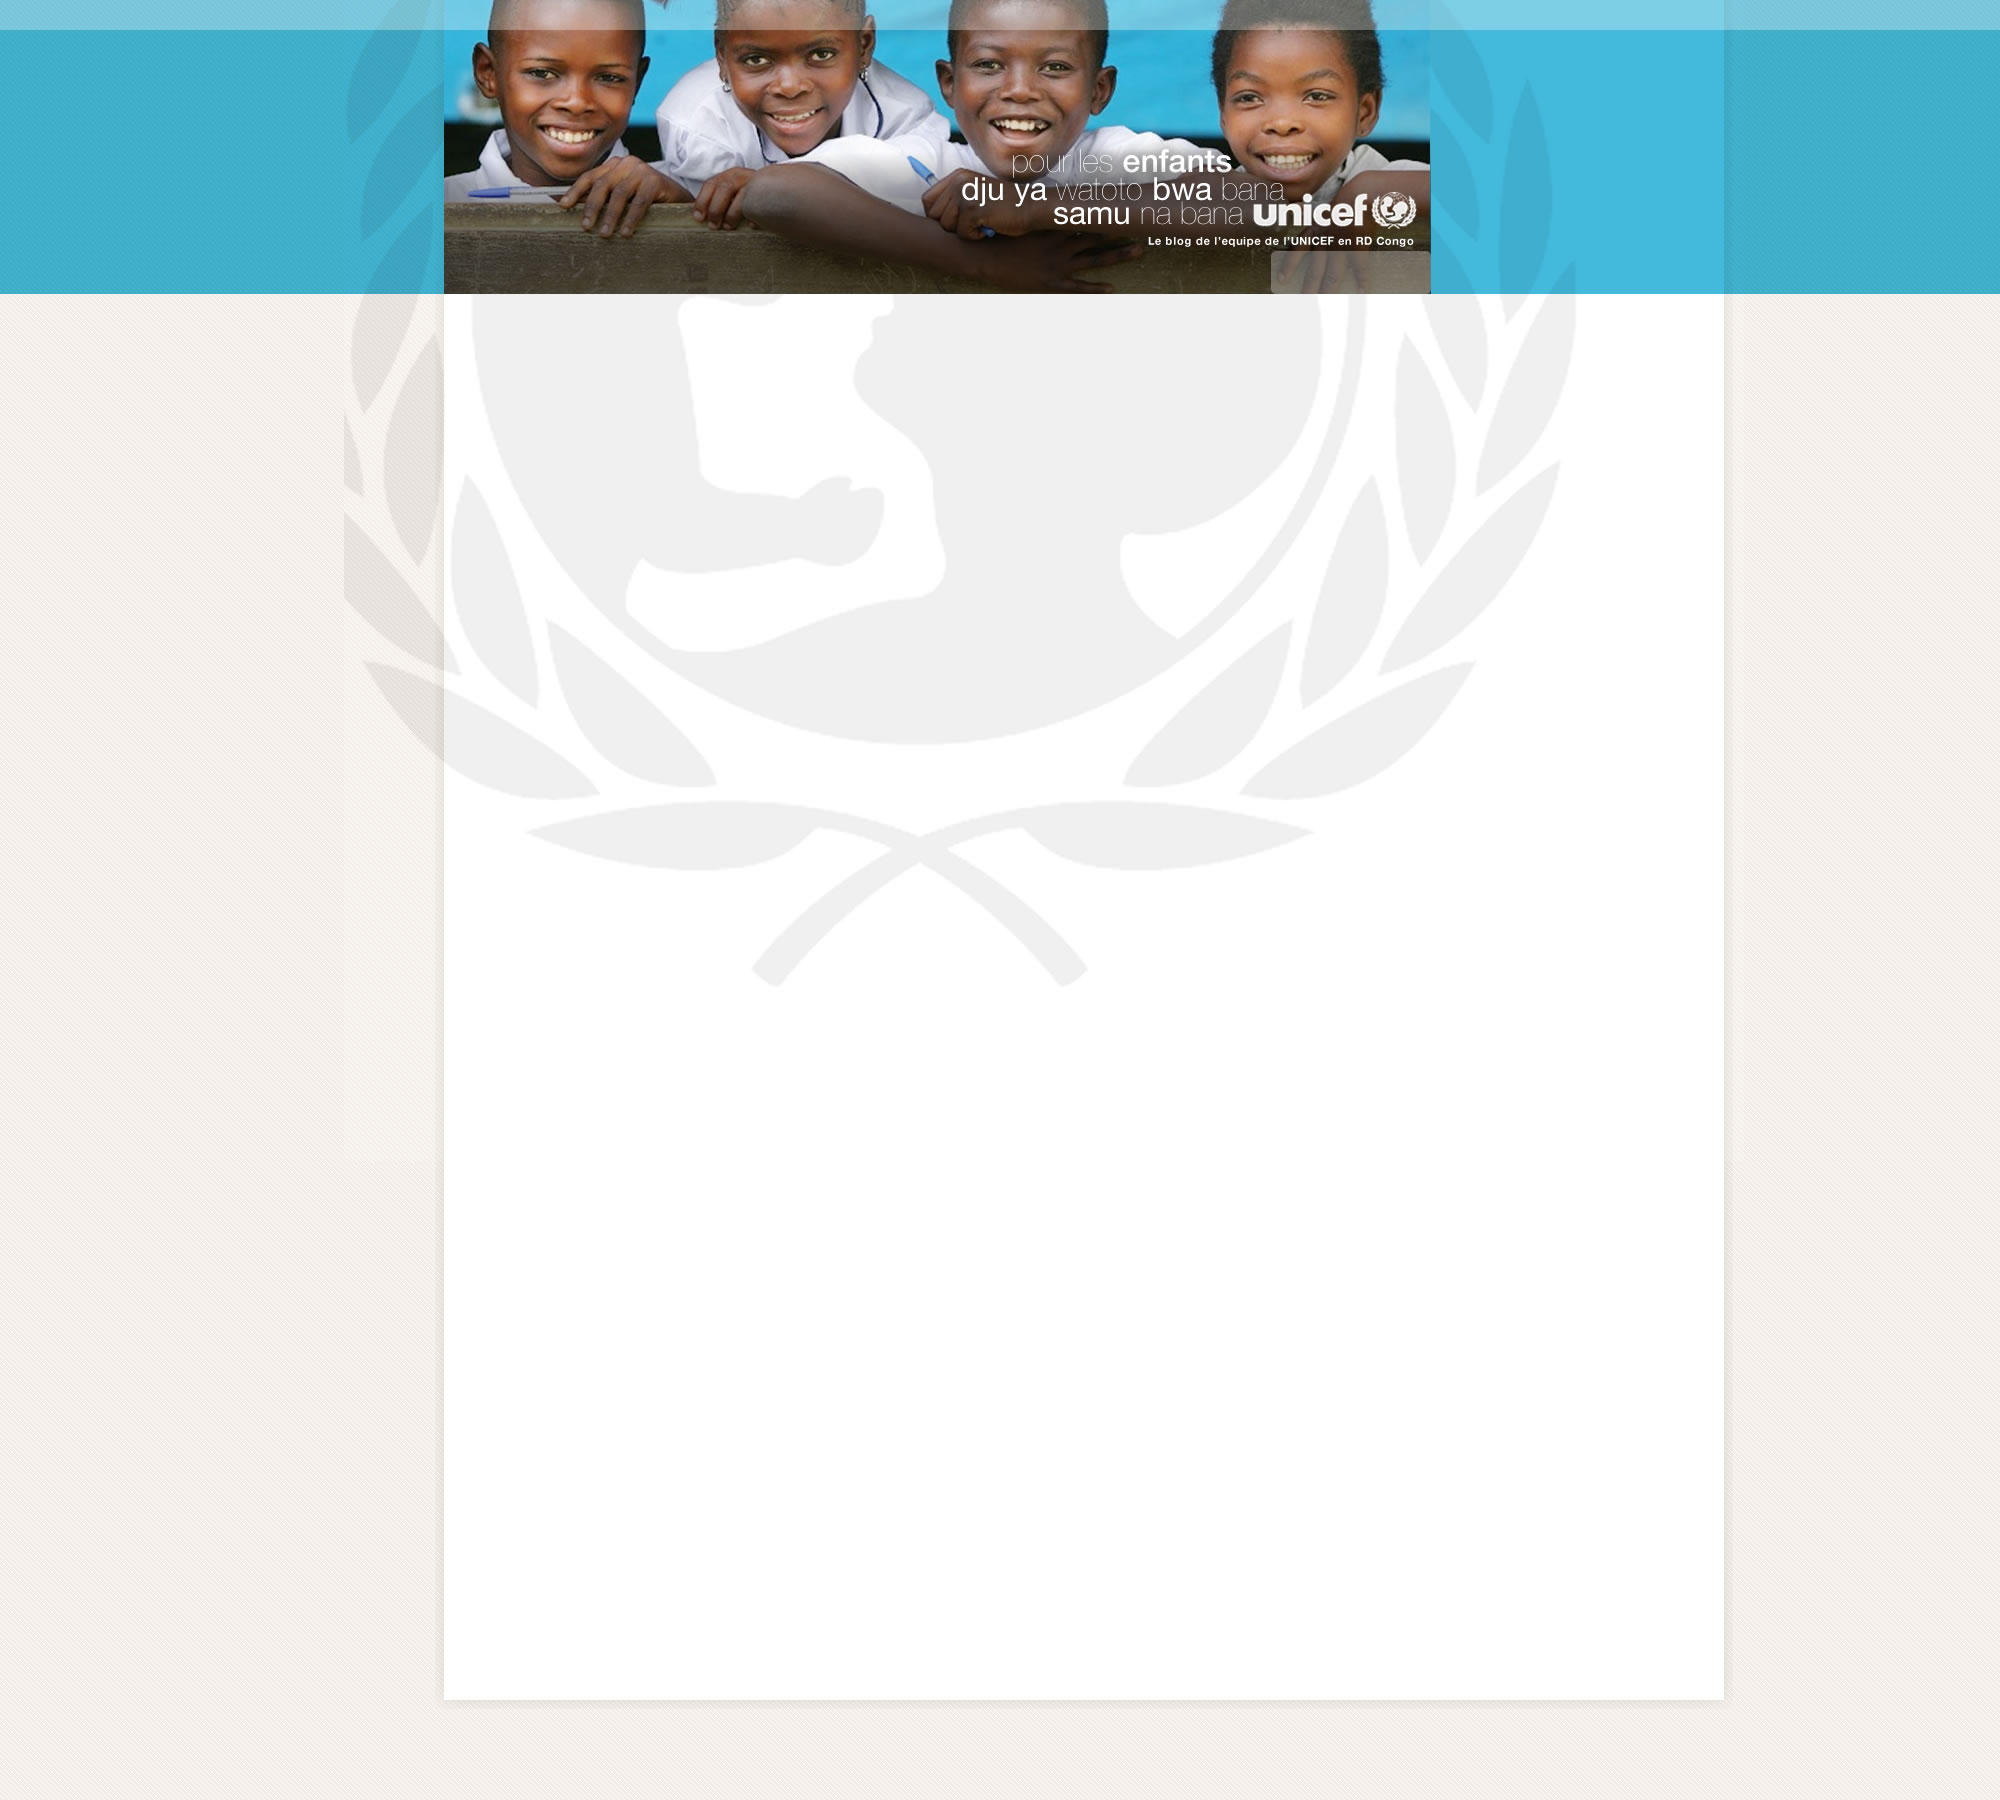 pour les enfants
dju ya watoto bwa bana
samu na bana unicef
Le blog de l'equipe de l'UNICEF en RD Congo